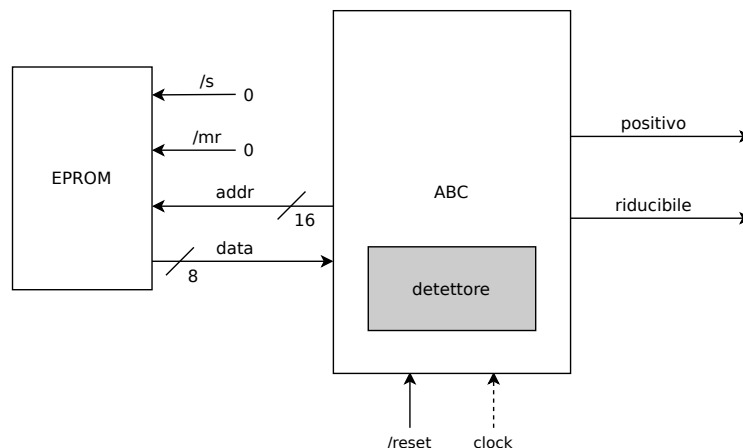 /s
0
positivo
/mr
0
EPROM
ABC
addr
16
riducibile
data
8
detettore
/reset
clock